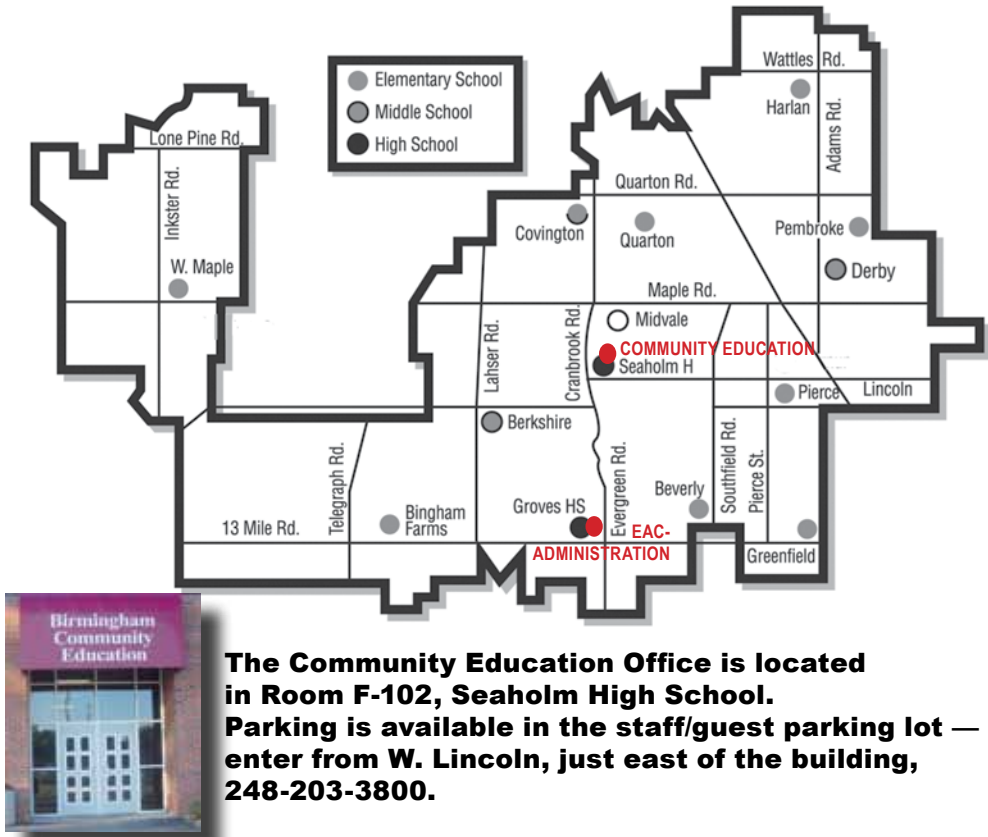 Wattles Rd.
Elementary School
Middle School
High School
Harlan
Adams Rd.
Lone Pine Rd.
Inkster Rd.
Quarton Rd.
W. Maple
Covington
Quarton
Pembroke
Derby
Maple Rd.
Midvale
Lahser Rd.
Cranbrook Rd.
COMMUNITY EDUCATION
Seaholm H
Pierce
Lincoln
Berkshire
Telegraph Rd.
Evergreen Rd.
Southfield Rd.
Pierce St.
Beverly
Groves HS
Bingham
Farms
13 Mile Rd.
EAC-
ADMINISTRATION
Greenfield
Birmingham
Community
Education
The Community Education Office is located
in Room F-102, Seaholm High School.
Parking is available in the staff/guest parking lot —
enter from W. Lincoln, just east of the building,
248-203-3800.